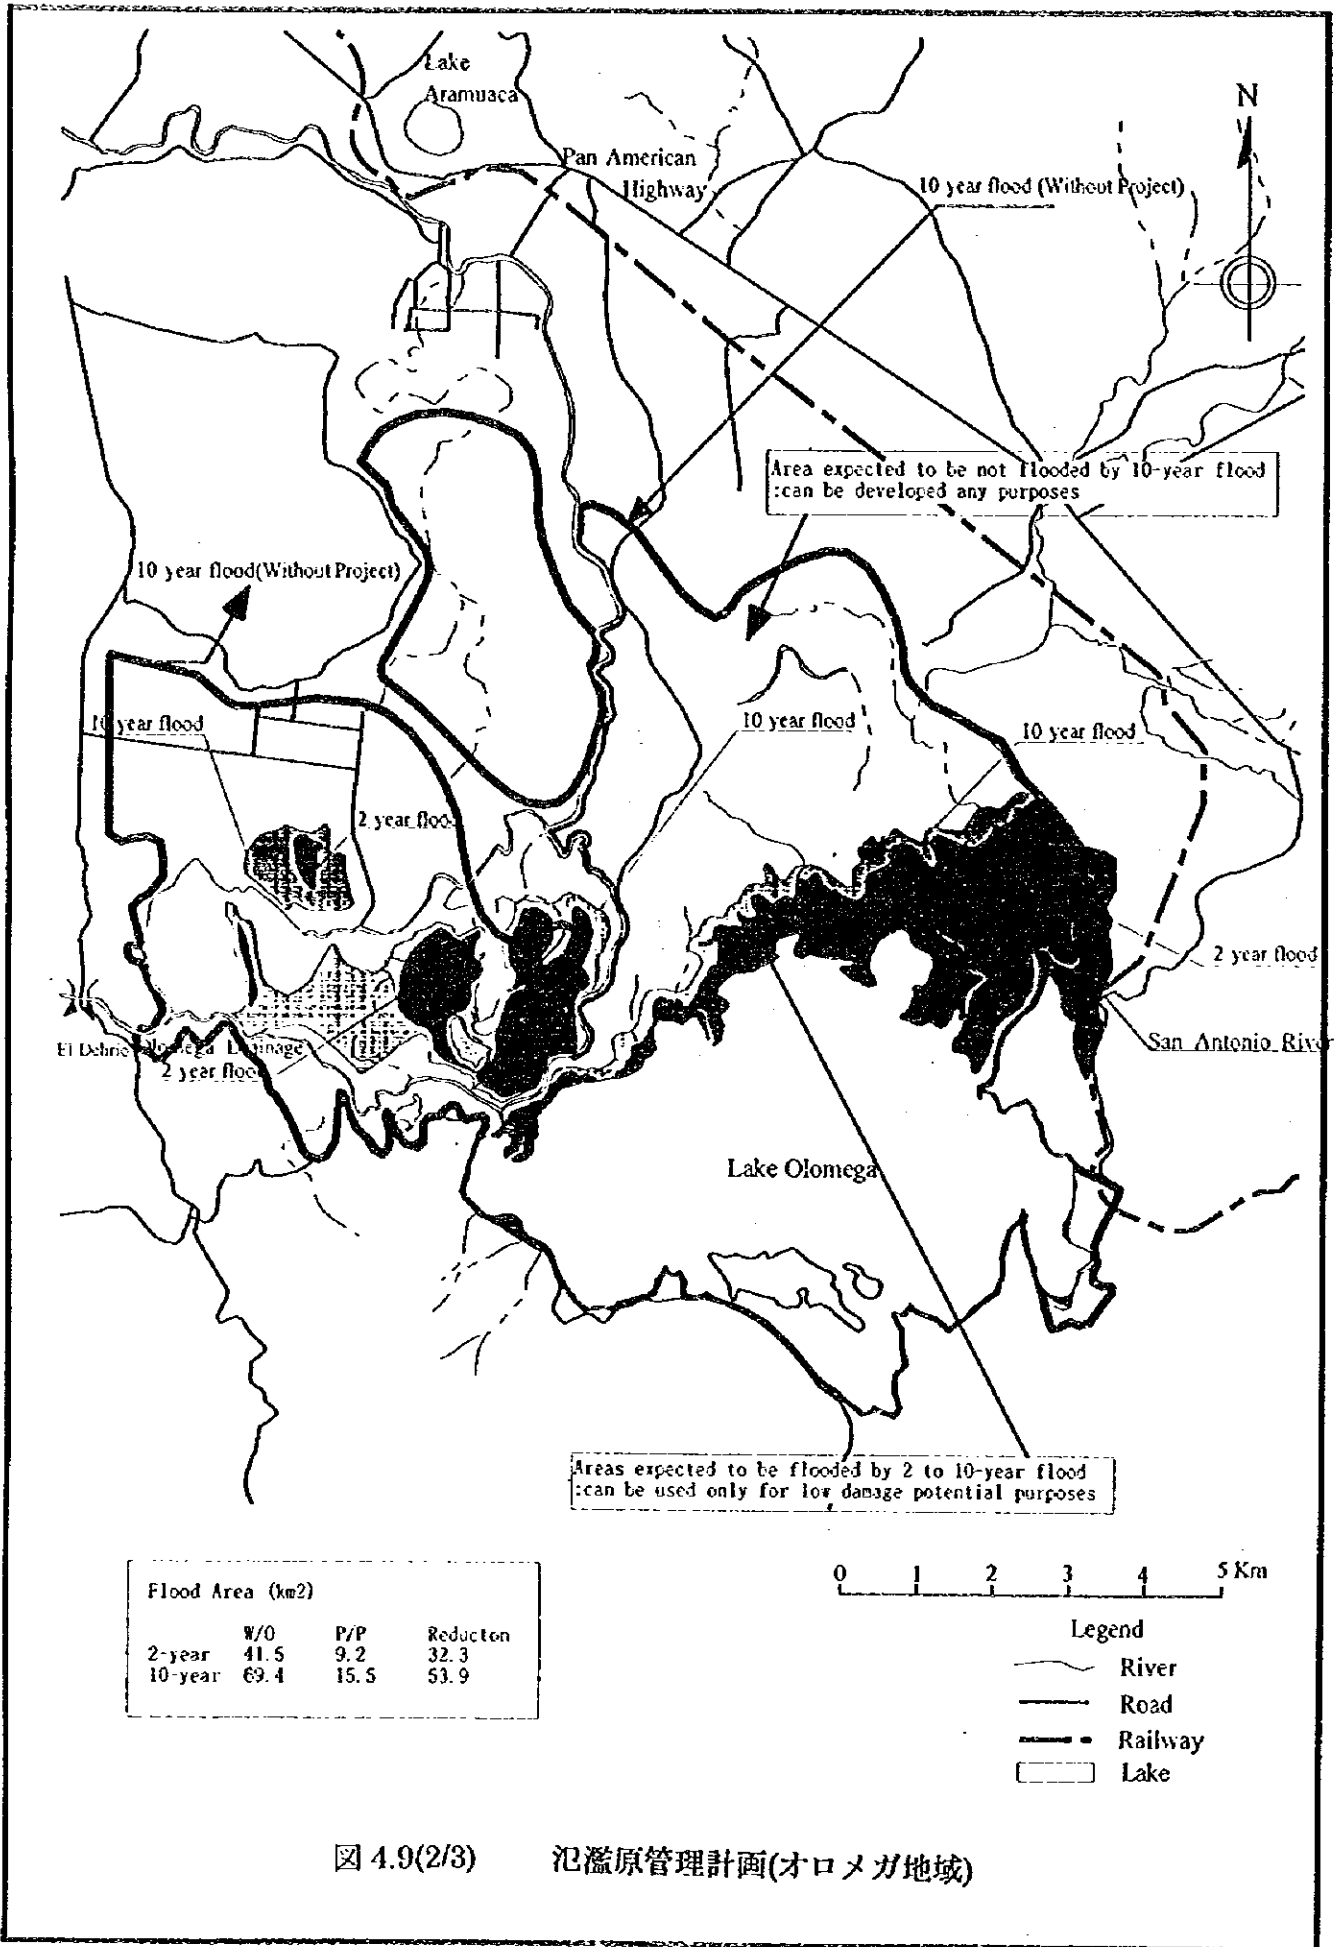 Lake
Aramuaca
N
Pan American
Highway
10 year flood (Without Project)
Area expected to be not flooded by 10-year flood
:can be developed any purposes
10 year flood(Without Project)
10 year flood
10 year flood
10 year flood
2 year flood
2 year flood
San Antonio River
Olomega Drainage
2 year flood
Lake Olomega
Areas expected to be flooded by 2 to 10-year flood
:can be used only for low damage potential purposes
Flood Area (km2)
W/O P/P Reducton
2-year 41.5 9.2 32.3
10-year 69.4 15.5 53.9
0 1 2 3 4 5 Km
Legend
River
Road
Railway
Lake
図 4.9(2/3) 氾濫原管理計画(オロメガ地域)